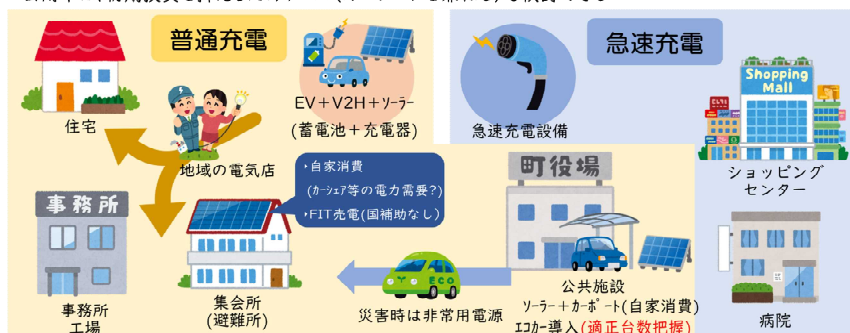 普通充電
急速充電
住宅
地域の電気店
EV＋V2H＋ｿｰﾗｰ
(蓄電池＋充電器)
急速充電設備
Shopping
Mall
ショッピング
センター
・自家消費
(ｶｰｼｪｱ等の電力需要?)
・FIT売電(国補助なし)
事務所
事務所
工場
集会所
(避難所)
ECO
災害時は非常用電源
町役場
公共施設
ｿｰﾗｰ＋ｶｰﾎﾟｰﾄ(自家消費)
ｴｺｶｰ導入(適正台数把握)
病院